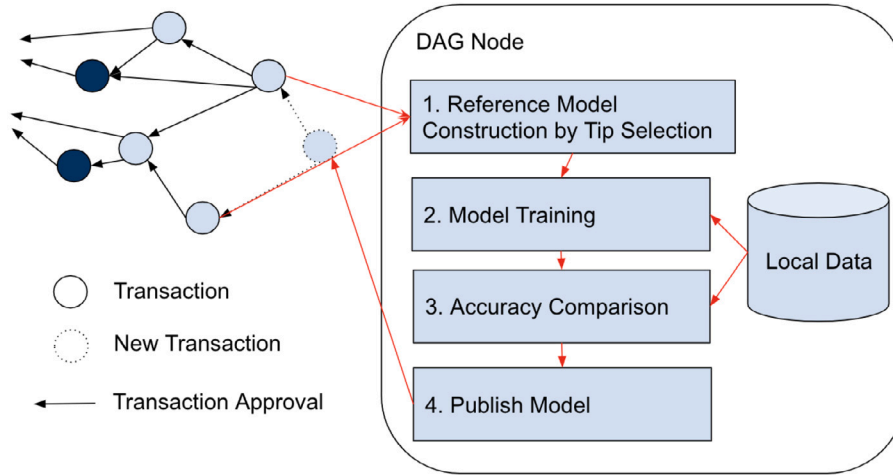 DAG Node
1. Reference Model
Construction by Tip Selection
2. Model Training
Local Data
3. Accuracy Comparison
4. Publish Model
Transaction
New Transaction
Transaction Approval